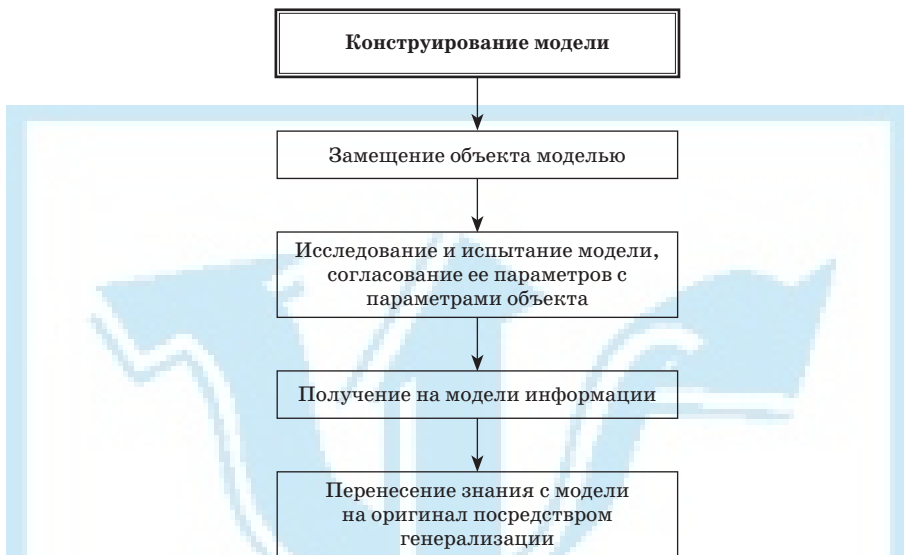 Конструирование модели
Замещение объекта моделью
Исследование и испытание модели,
согласование ее параметров с
параметрами объекта
Получение на модели информации
Перенесение знания с модели
на оригинал посредствром
генерализации